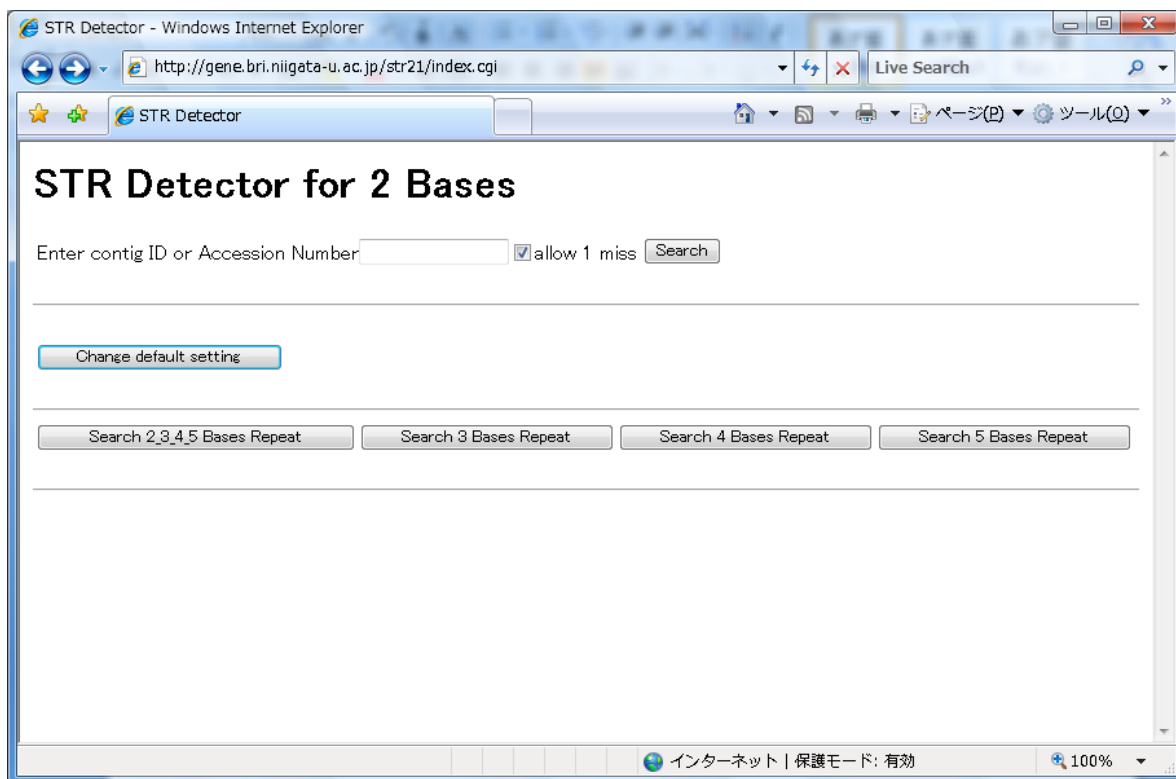 STR Detector - Windows Internet Explorer
http://gene.bri.niigata-u.ac.jp/str21/index.cgi
Live Search
STR Detector
ページ(P)
ツール(O)
STR Detector for 2 Bases
Enter contig ID or Accession Number
allow 1 miss
Search
Change default setting
Search 2_3_4_5 Bases Repeat
Search 3 Bases Repeat
Search 4 Bases Repeat
Search 5 Bases Repeat
インターネット | 保護モード: 有効
100%